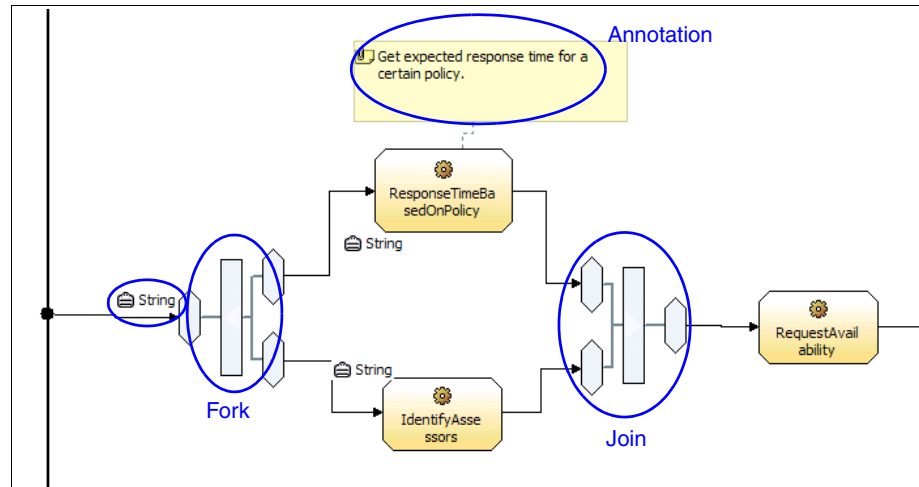 Annotation
Get expected response time for a
certain policy.
ResponseTimeBa
sedOnPolicy
String
String
RequestAvail
ability
String
Fork
IdentifyAsse
ssors
Join